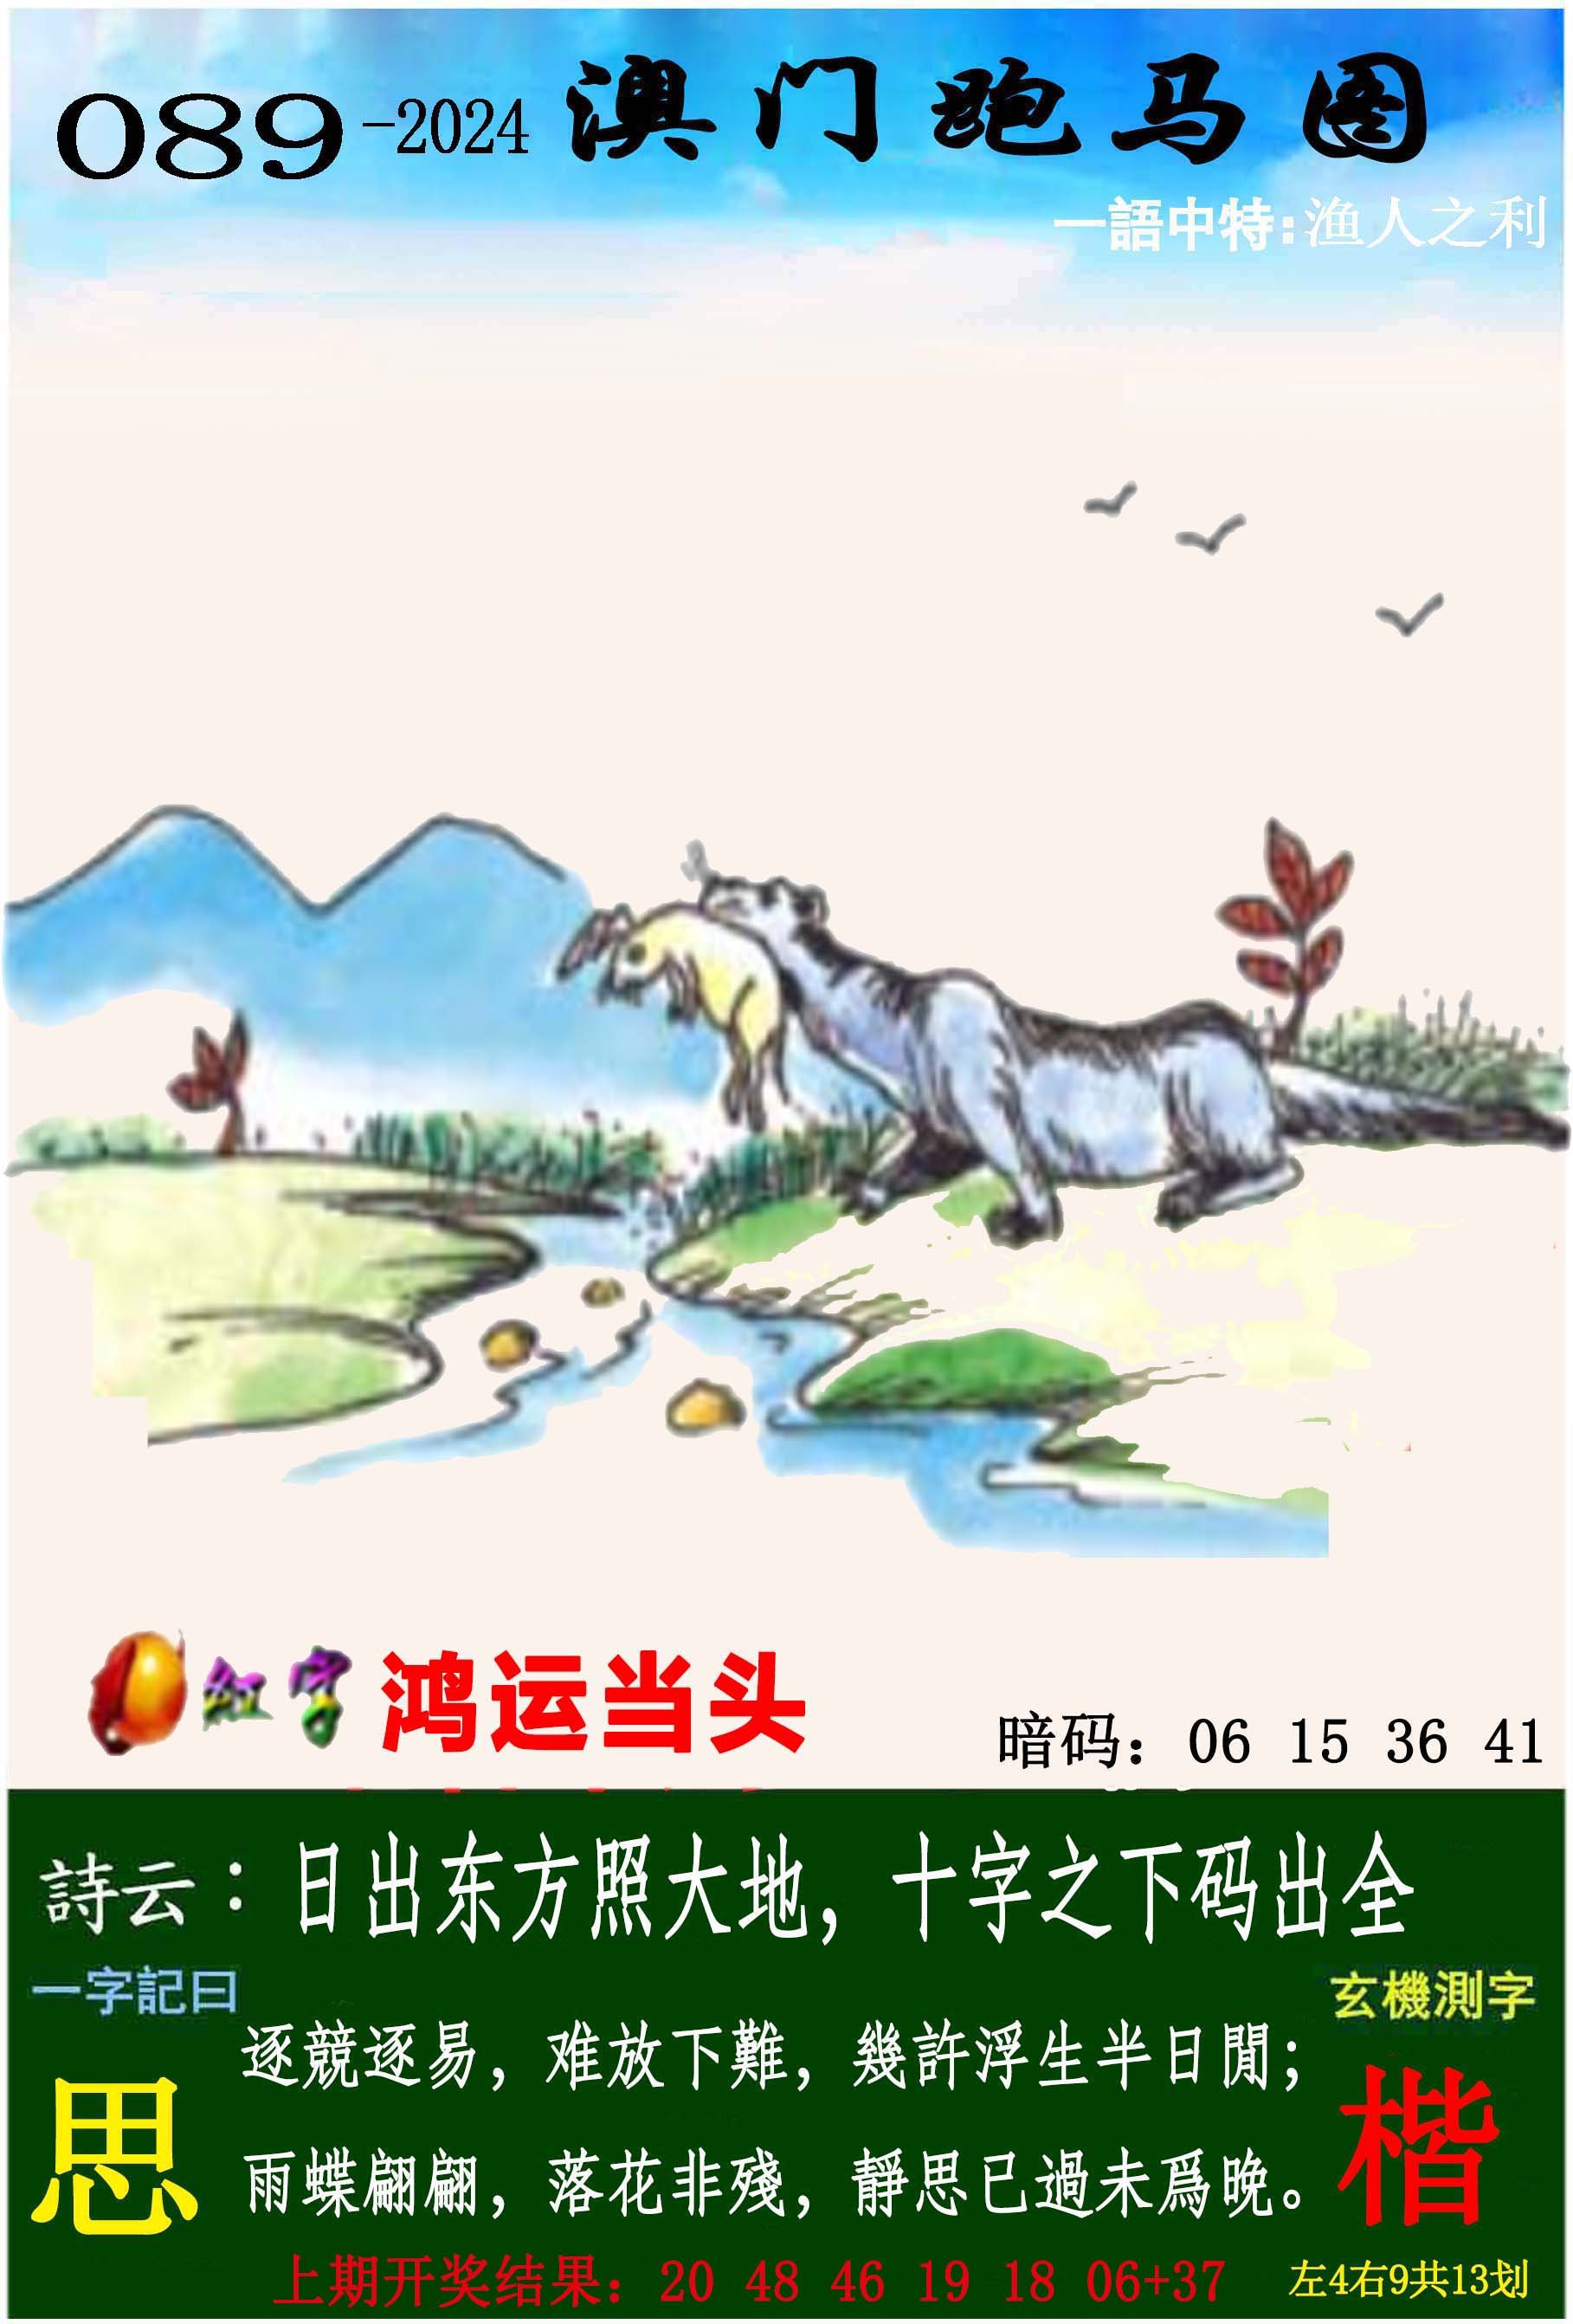 089-2024 澳门跑马图
一語中特:渔人之利
红字 鸿运当头
暗码：06 15 36 41
詩云：日出东方照大地，十字之下码出全
一字記曰
玄機測字
逐競逐易，难放下難，幾許浮生半日閒；
思
楷
雨蝶翩翩，落花非殘，靜思已過未爲晚。
上期开奖结果：20 48 46 19 18 06+37
左4右9共13划